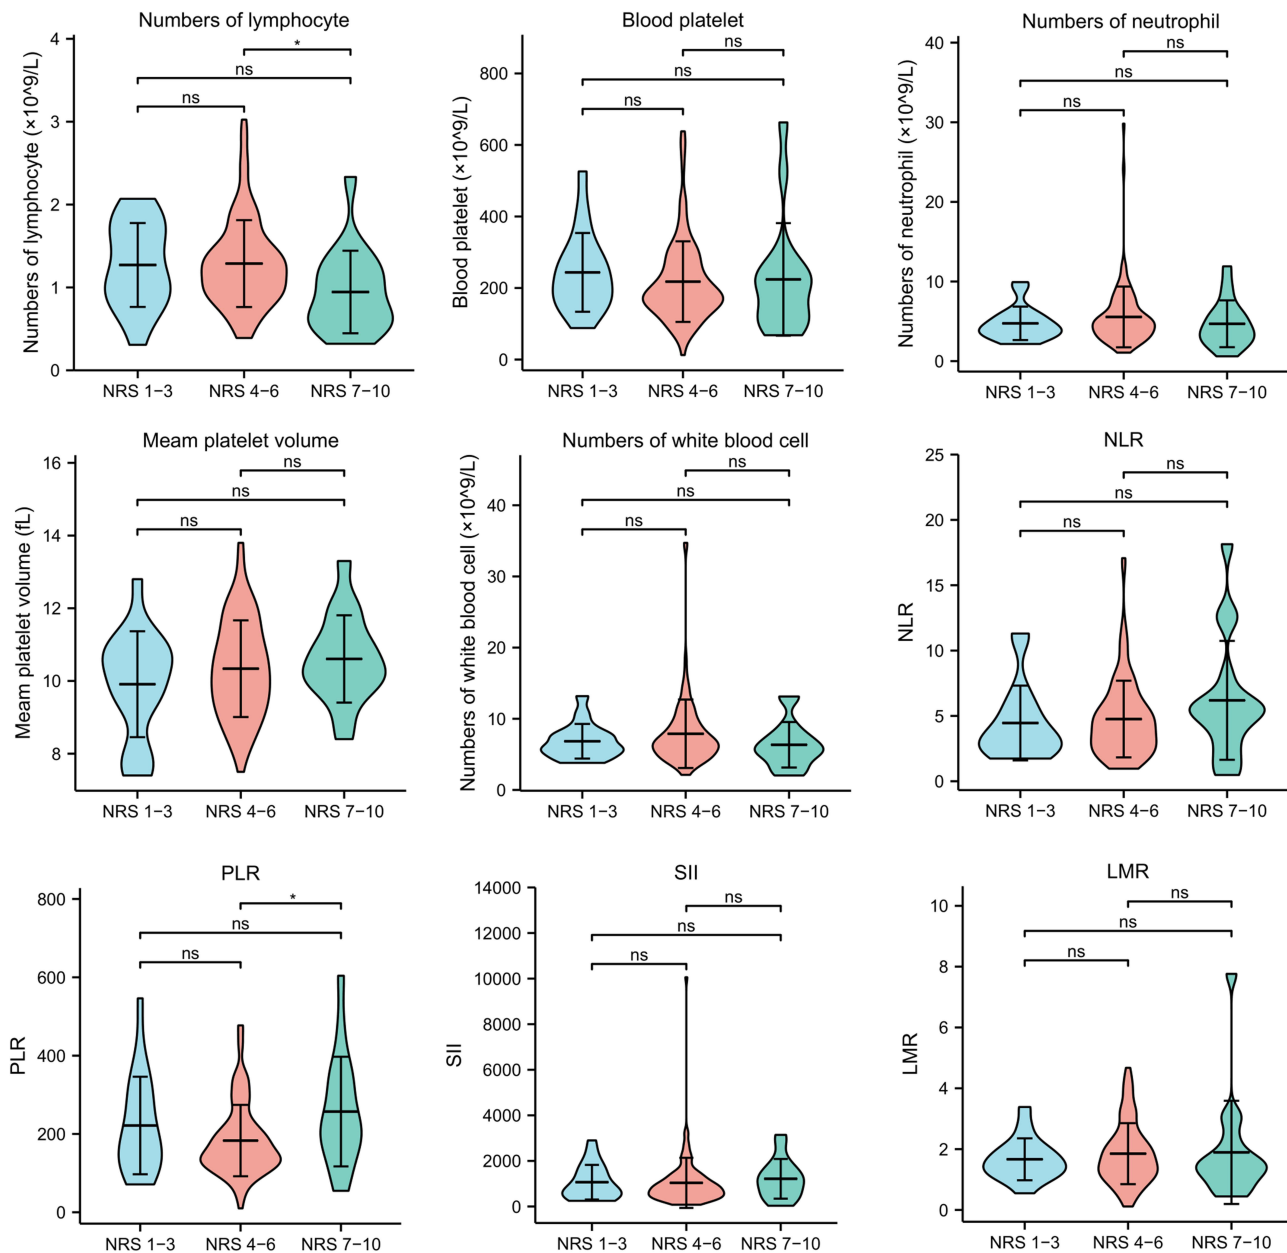 Numbers of lymphocyte
Numbers of lymphocyte (×10^9/L)
4
3
2
1
0
*
ns
ns
NRS 1−3
NRS 4−6
NRS 7−10
Blood platelet
Blood platelet (×10^9/L)
800
600
400
200
0
ns
ns
ns
NRS 1−3
NRS 4−6
NRS 7−10
Numbers of neutrophil
Numbers of neutrophil (×10^9/L)
40
30
20
10
0
ns
ns
ns
NRS 1−3
NRS 4−6
NRS 7−10
Meam platelet volume
Meam platelet volume (fL)
16
14
12
10
8
ns
ns
ns
NRS 1−3
NRS 4−6
NRS 7−10
Numbers of white blood cell
Numbers of white blood cell (×10^9/L)
40
30
20
10
0
ns
ns
ns
NRS 1−3
NRS 4−6
NRS 7−10
NLR
NLR
25
20
15
10
5
0
ns
ns
ns
NRS 1−3
NRS 4−6
NRS 7−10
PLR
PLR
800
600
400
200
0
*
ns
ns
NRS 1−3
NRS 4−6
NRS 7−10
SII
SII
14000
12000
10000
8000
6000
4000
2000
0
ns
ns
ns
NRS 1−3
NRS 4−6
NRS 7−10
LMR
LMR
10
8
6
4
2
0
ns
ns
ns
NRS 1−3
NRS 4−6
NRS 7−10